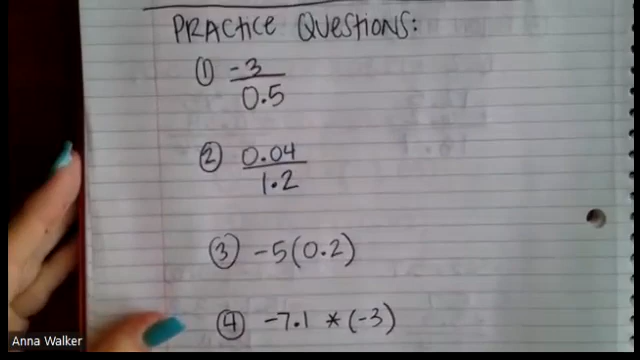 PRACTICE QUESTIONS:
① -3
0.5
② 0.04
1.2
③ -5(0.2)
④ -7.1 * (-3)
Anna Walker